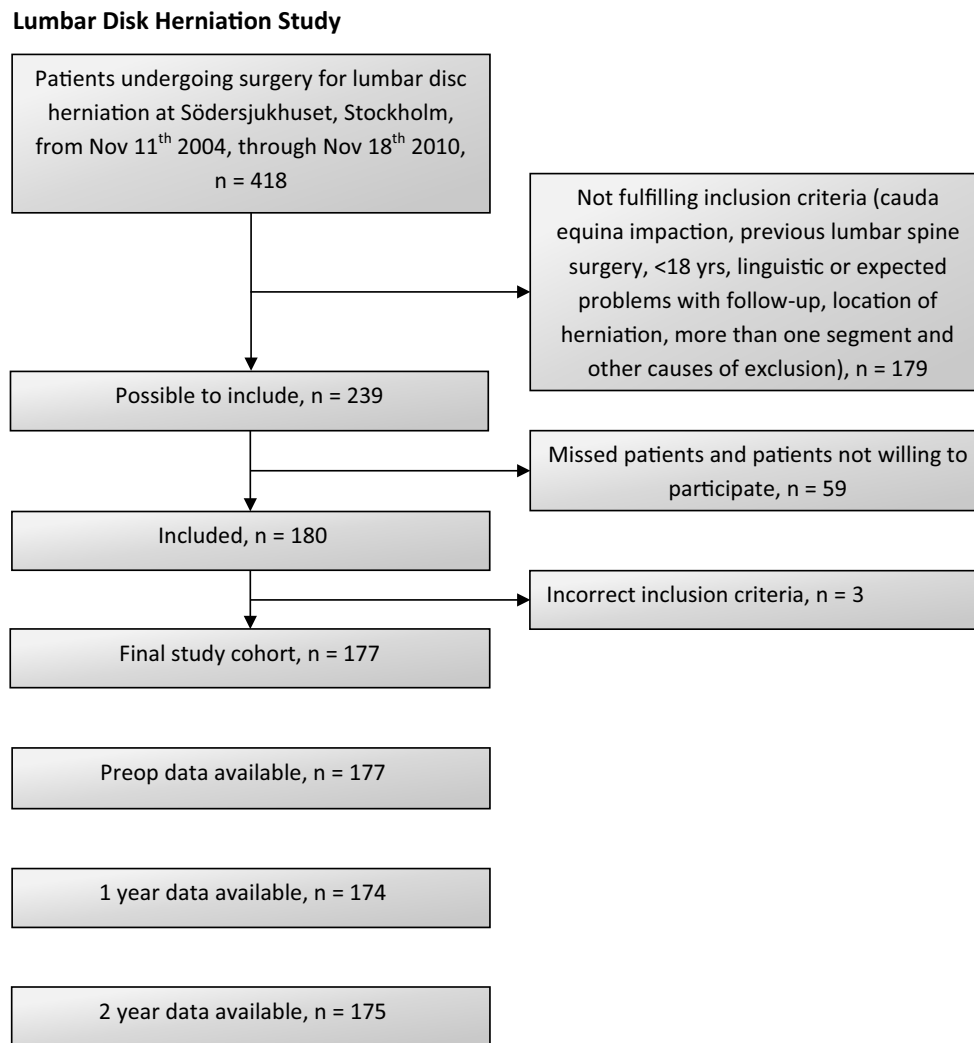 Lumbar Disk Herniation Study
Patients undergoing surgery for lumbar disc
herniation at Södersjukhuset, Stockholm,
from Nov 11th 2004, through Nov 18th 2010,
n = 418
Not fulfilling inclusion criteria (cauda
equina impaction, previous lumbar spine
surgery, <18 yrs, linguistic or expected
problems with follow-up, location of
herniation, more than one segment and
other causes of exclusion), n = 179
Possible to include, n = 239
Missed patients and patients not willing to
participate, n = 59
Included, n = 180
Incorrect inclusion criteria, n = 3
Final study cohort, n = 177
Preop data available, n = 177
1 year data available, n = 174
2 year data available, n = 175